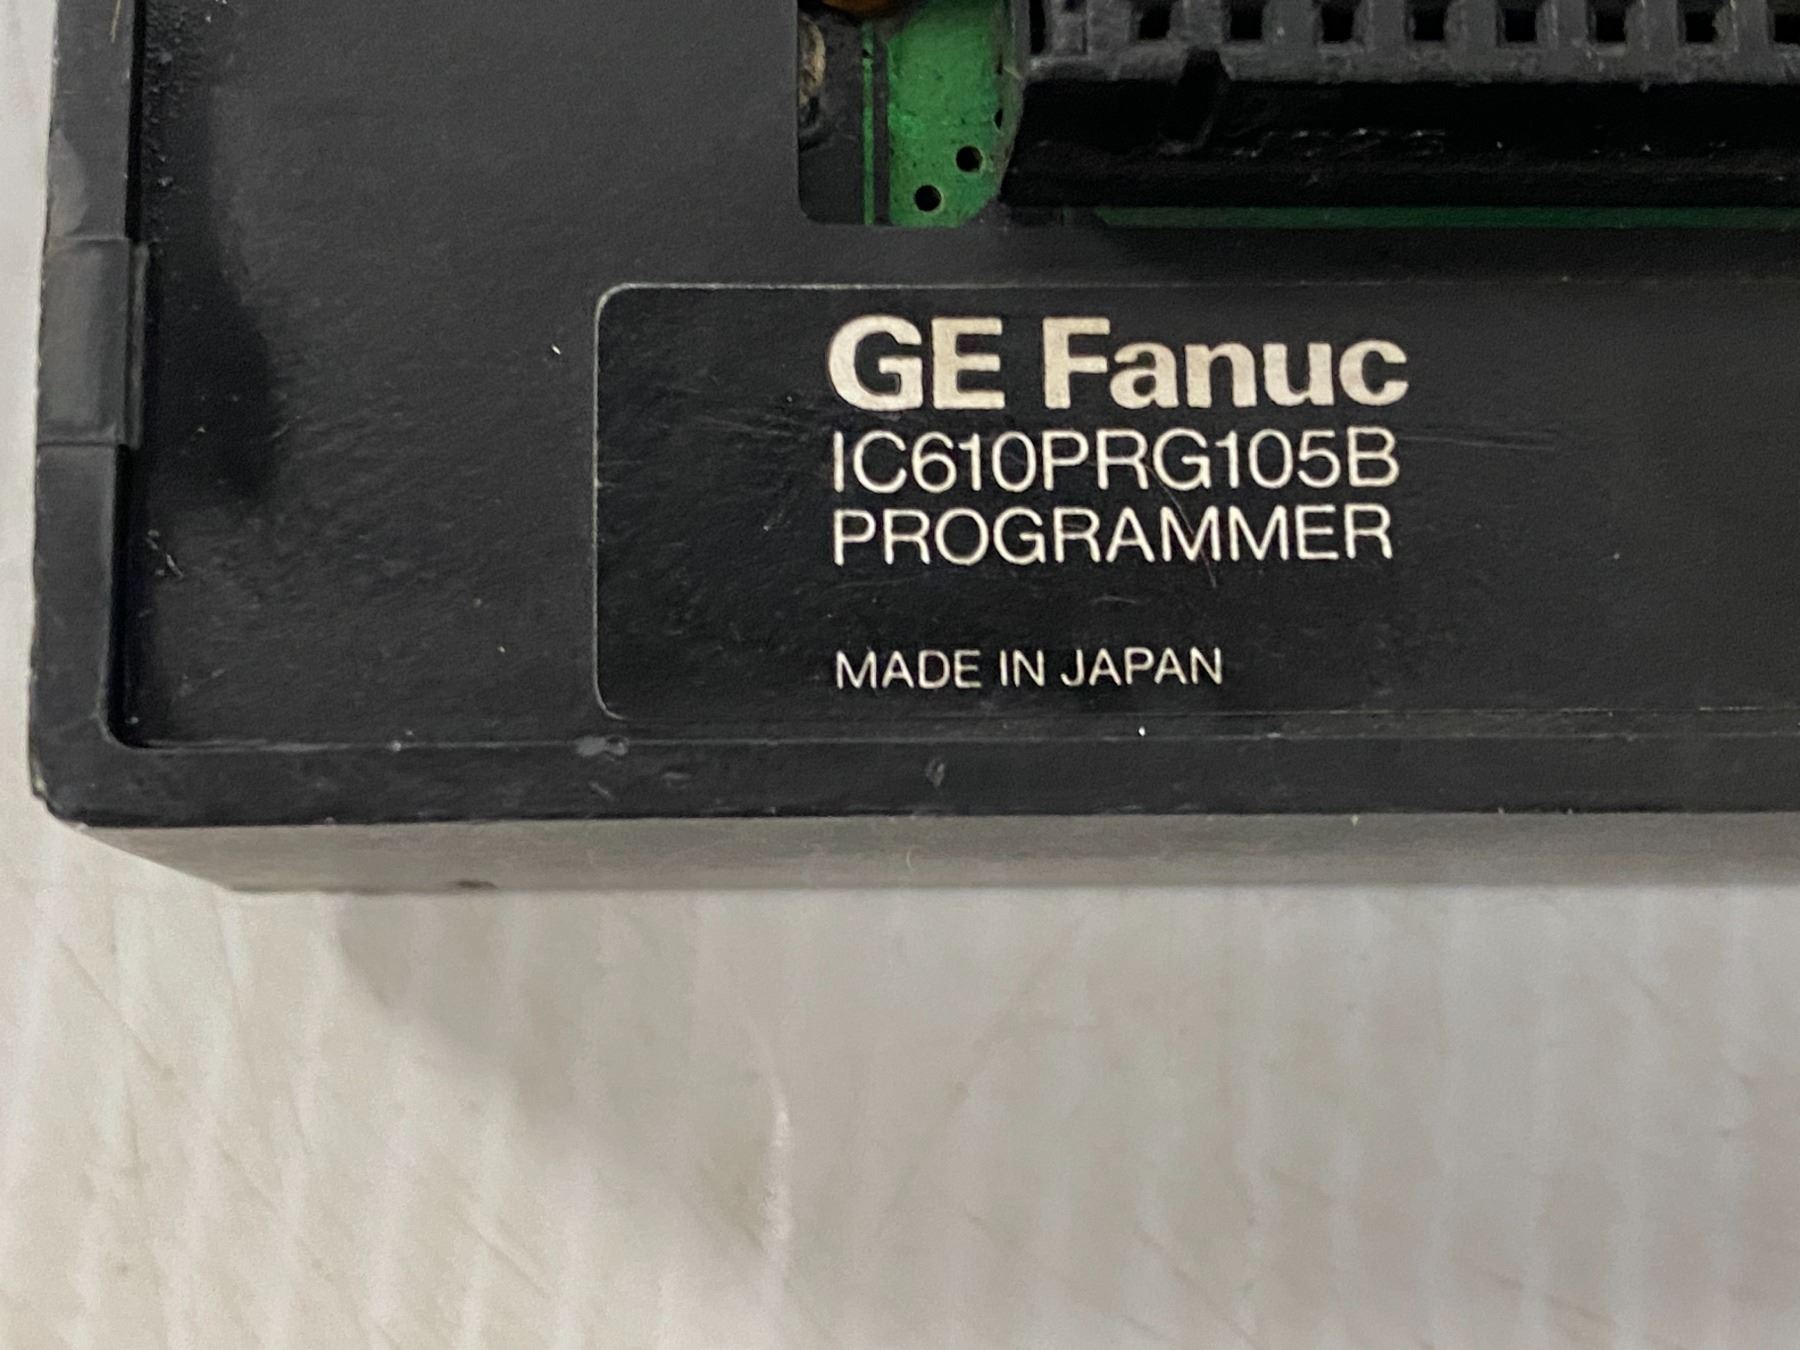 GE Fanuc
IC610PRG105B
PROGRAMMER
MADE IN JAPAN